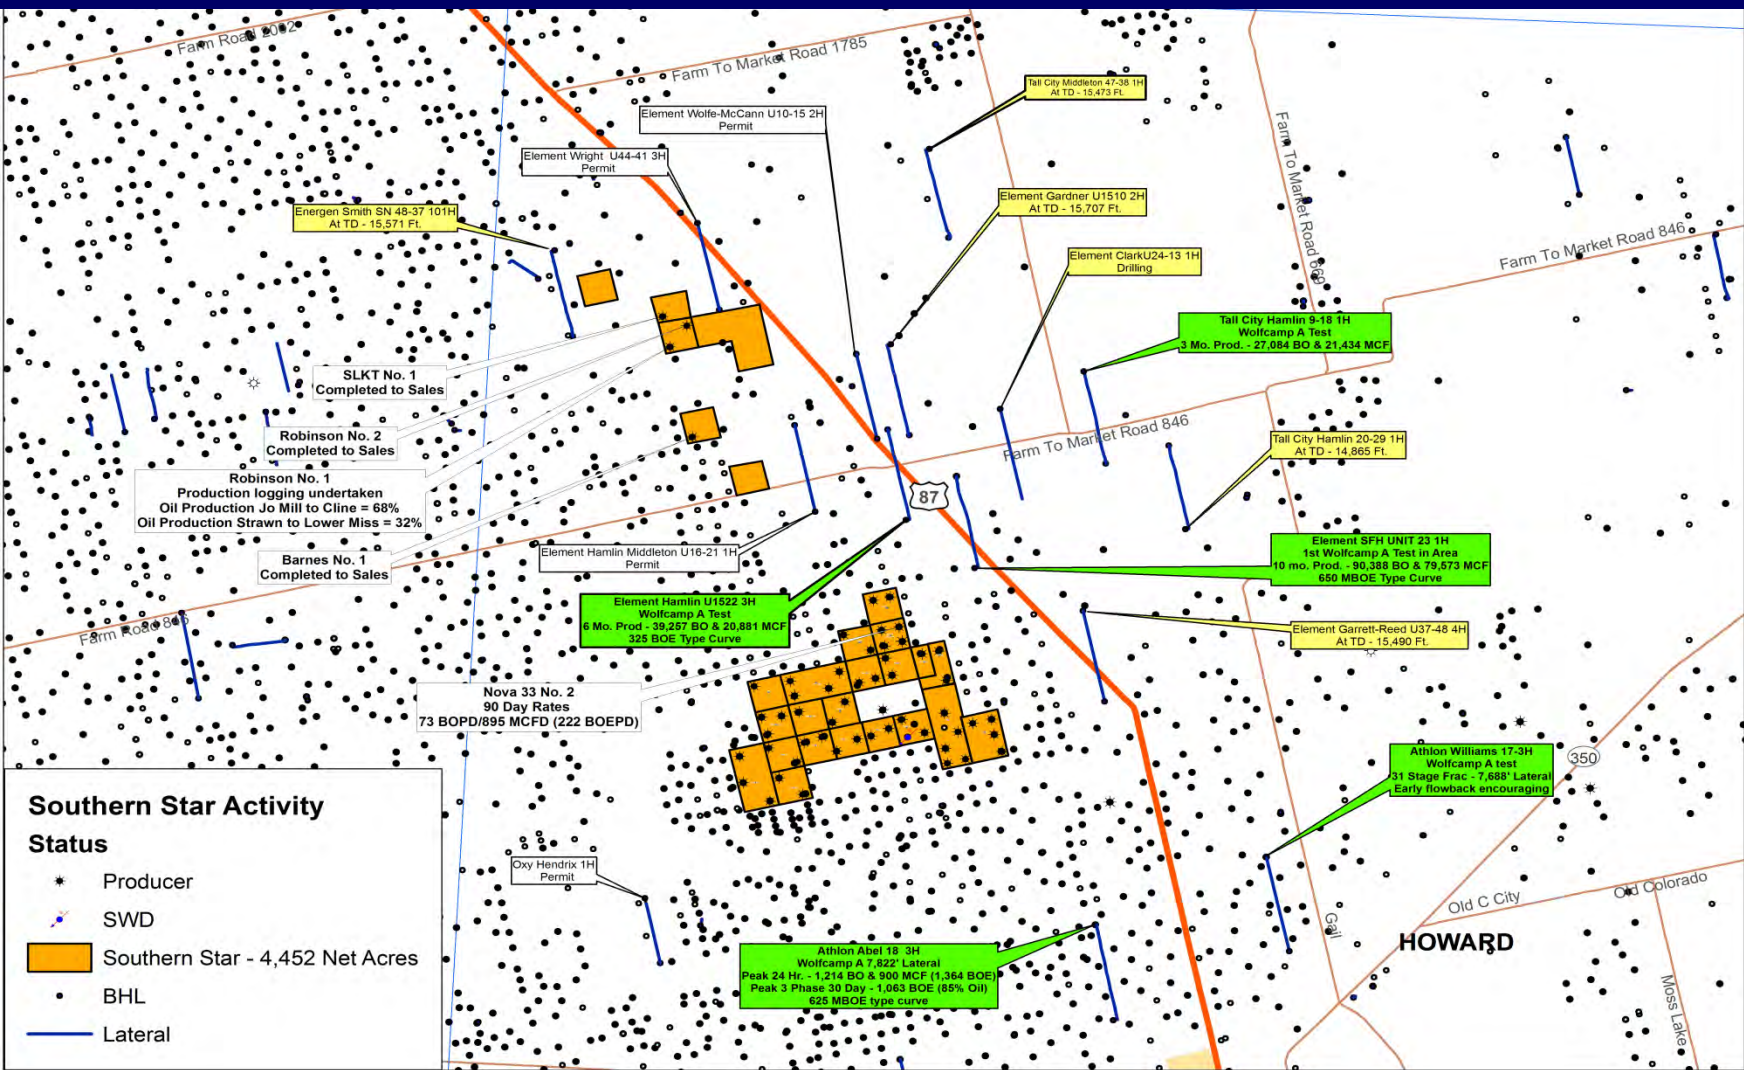 Farm Road 2002
Farm To Market Road 1785
Tall City Middleton 47-38 1H
At TD - 15,473 Ft.
Element Wolfe-McCann U10-15 2H
Permit
Farm To Market Road 669
Element Wright U44-41 3H
Permit
Element Gardner U1510 2H
At TD - 15,707 Ft.
Energen Smith SN 48-37 101H
At TD - 15,571 Ft.
Farm To Market Road 846
Element ClarkU24-13 1H
Drilling
Tall City Hamlin 9-18 1H
Wolfcamp A Test
3 Mo. Prod. - 27,084 BO & 21,434 MCF
SLKT No. 1
Completed to Sales
Farm To Market Road 846
Robinson No. 2
Completed to Sales
Tall City Hamlin 20-29 1H
At TD - 14,865 Ft.
Robinson No. 1
Production logging undertaken
Oil Production Jo Mill to Cline = 68%
Oil Production Strawn to Lower Miss = 32%
87
Barnes No. 1
Completed to Sales
Element Hamlin Middleton U16-21 1H
Permit
Element SFH UNIT 23 1H
1st Wolfcamp A Test in Area
10 mo. Prod. - 90,388 BO & 79,573 MCF
650 MBOE Type Curve
Element Hamlin U1522 3H
Wolfcamp A Test
6 Mo. Prod - 39,257 BO & 20,881 MCF
325 BOE Type Curve
Farm Road 846
Element Garrett-Reed U37-48 4H
At TD - 15,490 Ft.
Nova 33 No. 2
90 Day Rates
73 BOPD/895 MCFD (222 BOEPD)
Athlon Williams 17-3H
Wolfcamp A test
31 Stage Frac - 7,688' Lateral
Early flowback encouraging
350
Southern Star Activity
Status
Producer
SWD
Southern Star - 4,452 Net Acres
BHL
Lateral
Oxy Hendrix 1H
Permit
Old C City
Old Colorado
Gail
HOWARD
Athlon Abel 18 3H
Wolfcamp A 7,822' Lateral
Peak 24 Hr. - 1,214 BO & 900 MCF (1,364 BOE)
Peak 3 Phase 30 Day - 1,063 BOE (85% Oil)
625 MBOE type curve
Moss Lake